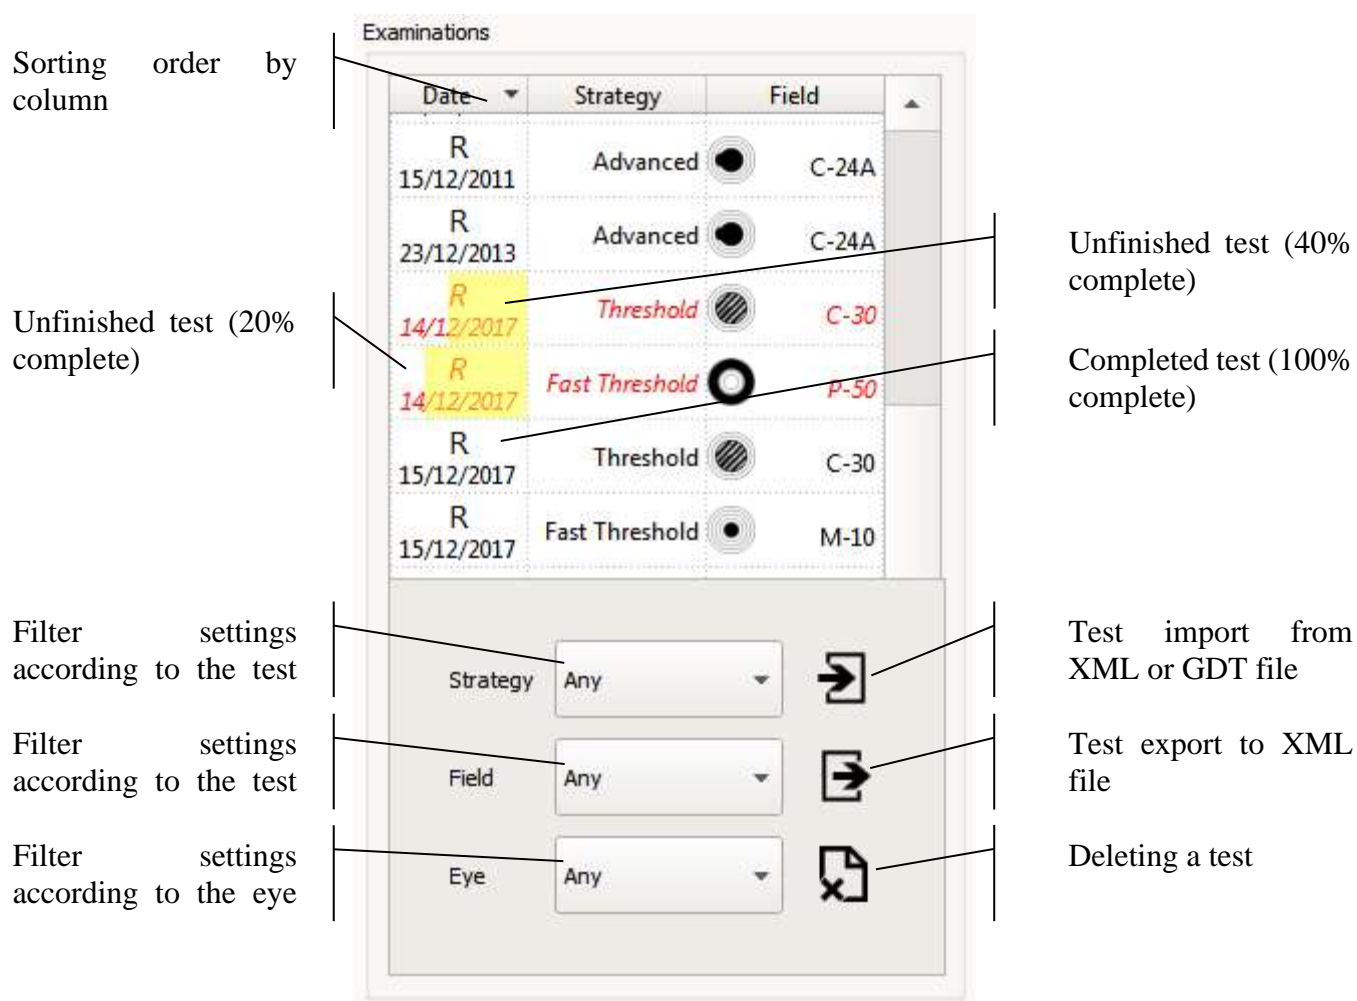 Examinations
Sorting order by
column
Date Strategy Field
R
15/12/2011 Advanced C-24A
R
23/12/2013 Advanced C-24A
R
14/12/2017 Threshold C-30
R
14/12/2017 Fast Threshold P-50
R
15/12/2017 Threshold C-30
R
15/12/2017 Fast Threshold M-10
Unfinished test (20%
complete)
Unfinished test (40%
complete)
Completed test (100%
complete)
Filter settings
according to the test
Strategy Any
Test import from
XML or GDT file
Filter settings
according to the test
Field Any
Test export to XML
file
Filter settings
according to the eye
Eye Any
Deleting a test